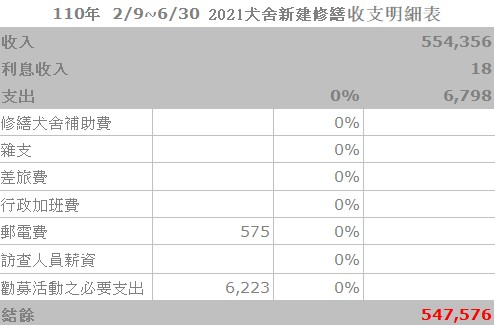 110年 2/9~6/30 2021犬舍新建修繕收支明細表
收入 554,356
利息收入 18
支出 0% 6,798
修繕犬舍補助費 0%
雜支 0%
差旅費 0%
行政加班費 0%
郵電費 575 0%
訪查人員薪資 0%
勸募活動之必要支出 6,223 0%
結餘 547,576